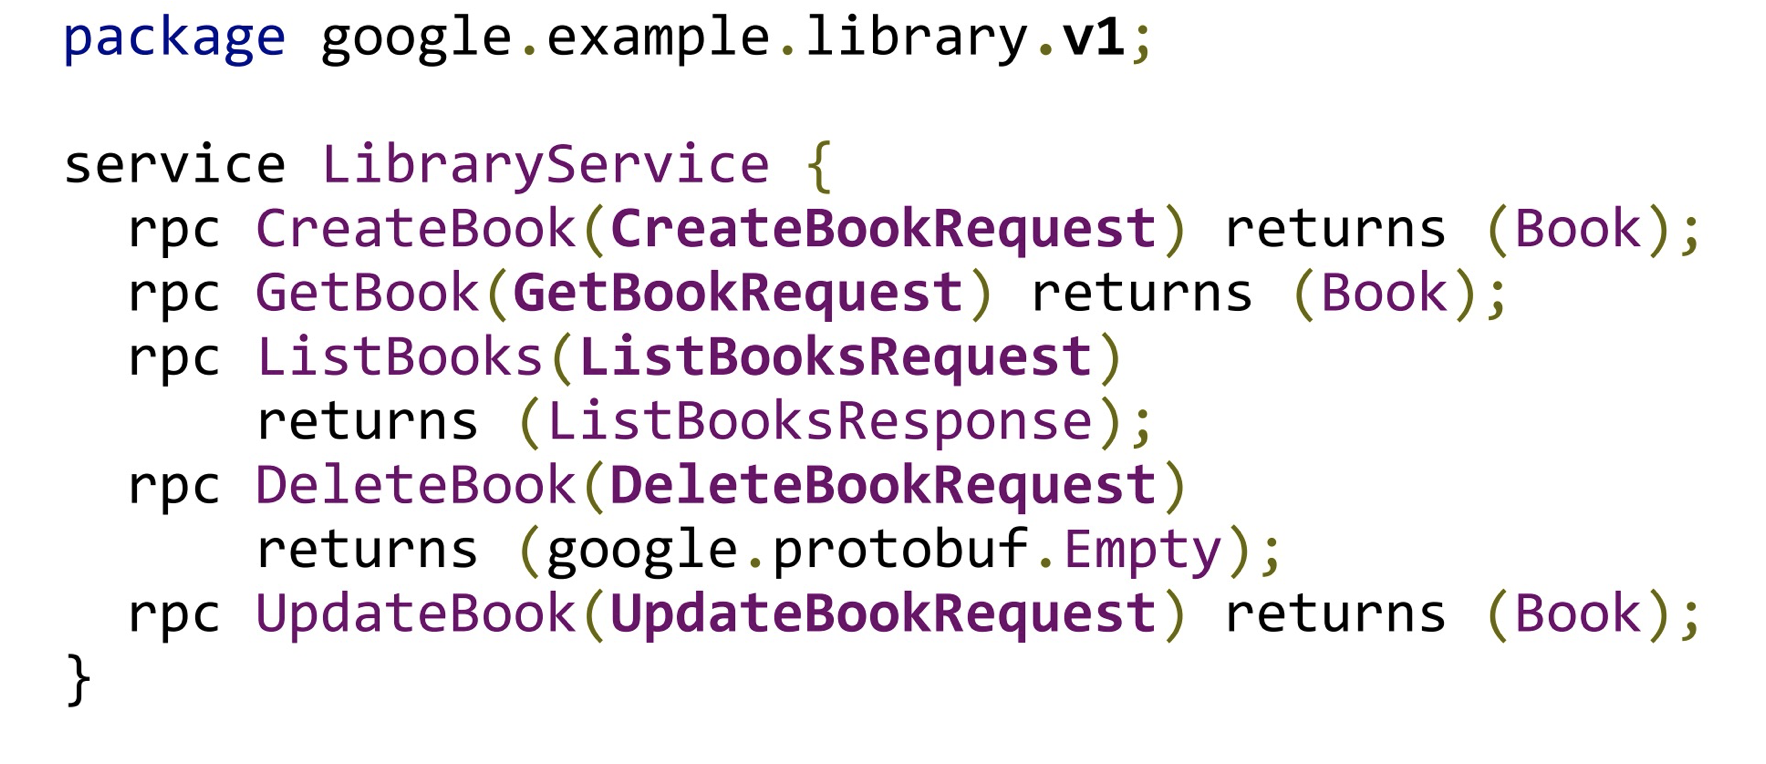 package google.example.library.v1;

service LibraryService {
  rpc CreateBook(CreateBookRequest) returns (Book);
  rpc GetBook(GetBookRequest) returns (Book);
  rpc ListBooks(ListBooksRequest)
      returns (ListBooksResponse);
  rpc DeleteBook(DeleteBookRequest)
      returns (google.protobuf.Empty);
  rpc UpdateBook(UpdateBookRequest) returns (Book);
}